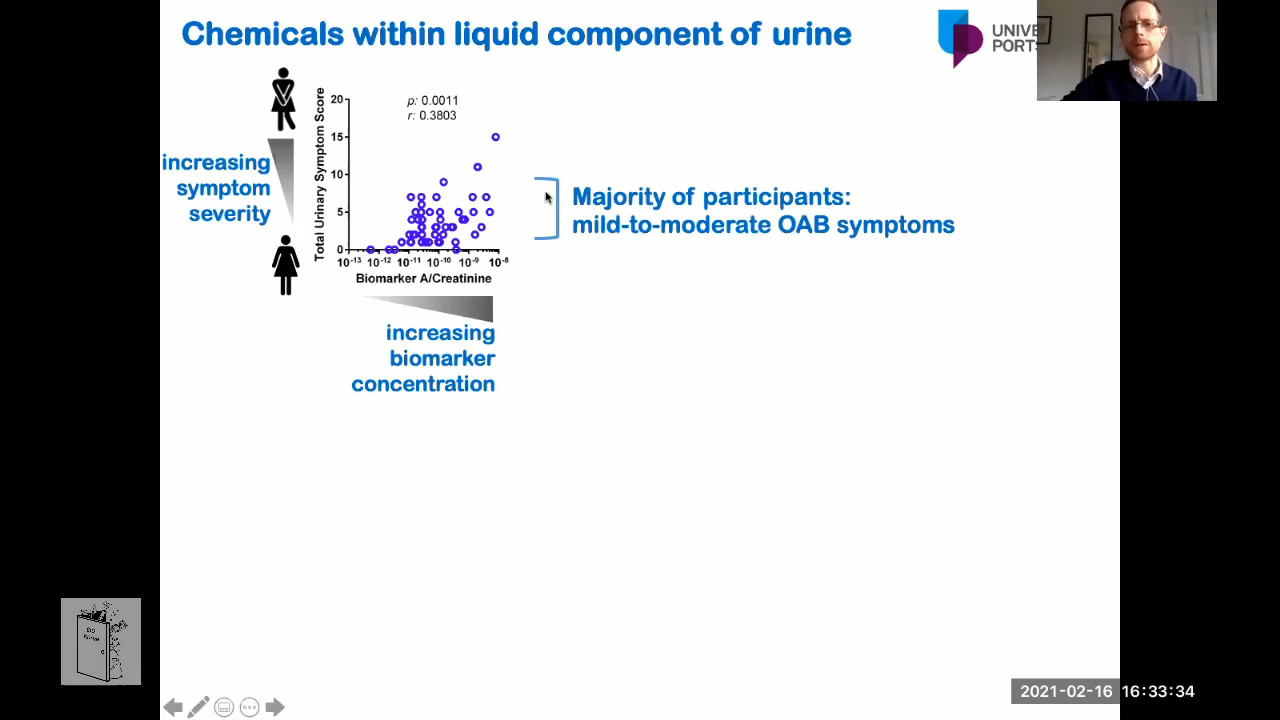 Chemicals within liquid component of urine
UNIVE
PORT
increasing
symptom
severity
Total Urinary Symptom Score
20
15
10
5
0
p: 0.0011
r: 0.3803
10-13 10-12 10-11 10-10 10-9 10-8
Biomarker A/Creatinine
increasing
biomarker
concentration
Majority of participants:
mild-to-moderate OAB symptoms
2021-02-16 16:33:34